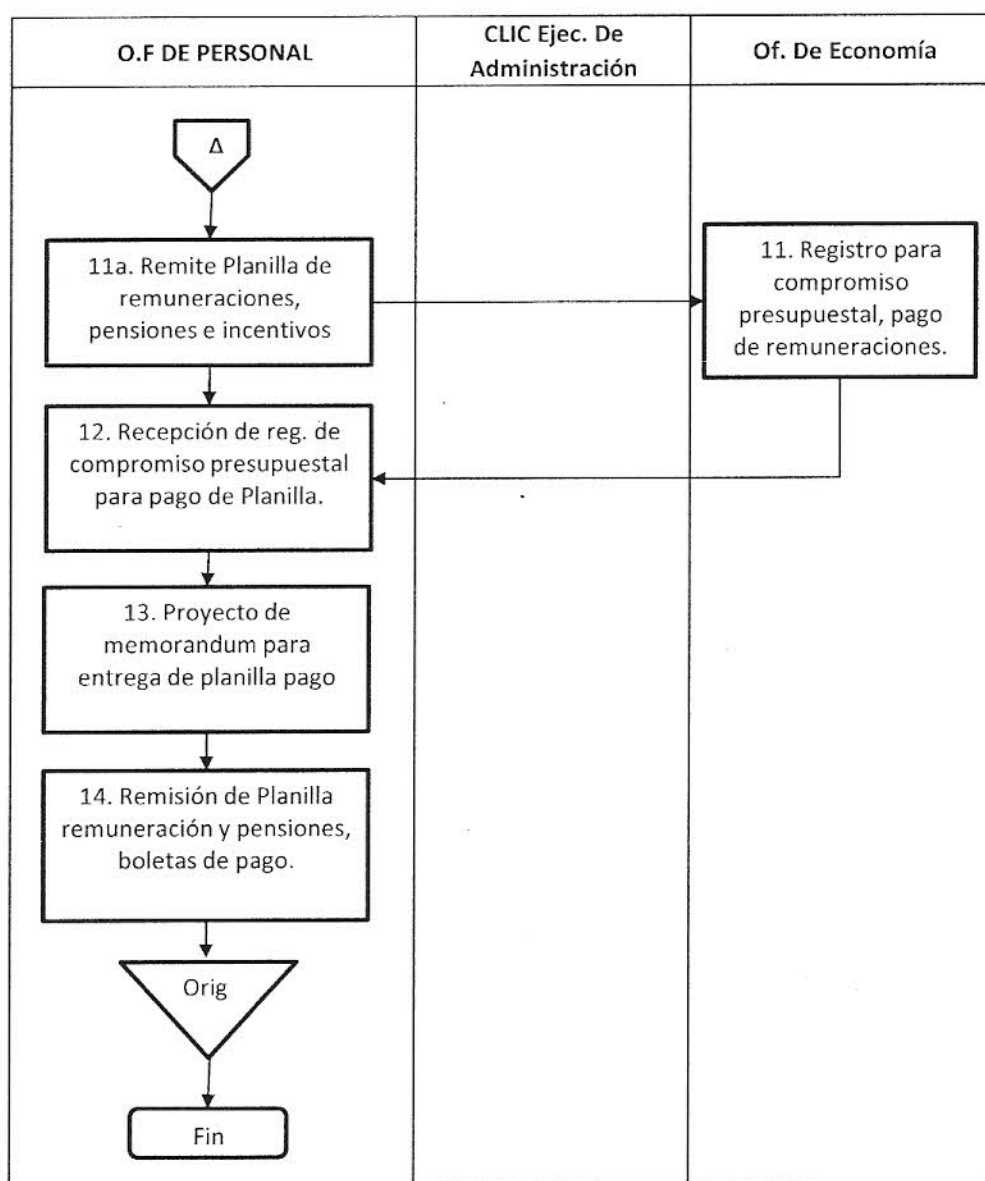 O.F DE PERSONAL
CLIC Ejec. De
Administración
Of. De Economía
Δ
11a. Remite Planilla de
remuneraciones,
pensiones e incentivos
11. Registro para
compromiso
presupuestal, pago
de remuneraciones.
12. Recepción de reg. de
compromiso presupuestal
para pago de Planilla.
13. Proyecto de
memorandum para
entrega de planilla pago
14. Remisión de Planilla
remuneración y pensiones,
boletas de pago.
Orig
Fin